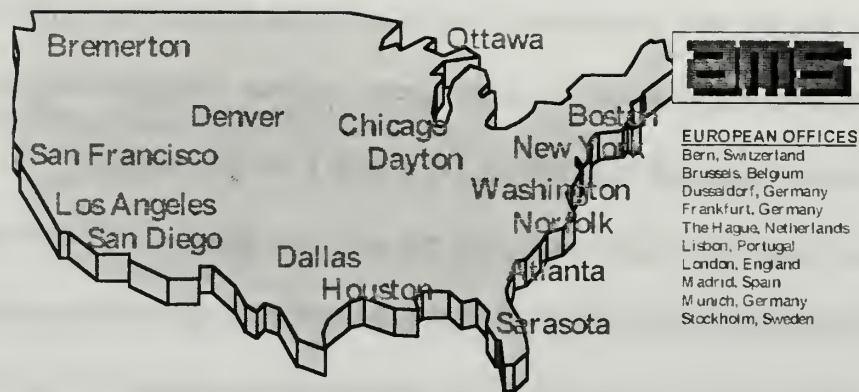 Bremerton
Ottawa
ams
Denver
Chicago
Boston
Dayton
New York
San Francisco
Washington
Los Angeles
Norfolk
San Diego
Dallas
Atlanta
Houston
Sarasota
EUROPEAN OFFICES
Bern, Switzerland
Brussels, Belgium
Dusseldorf, Germany
Frankfurt, Germany
The Hague, Netherlands
Lisbon, Portugal
London, England
Madrid, Spain
Munich, Germany
Stockholm, Sweden